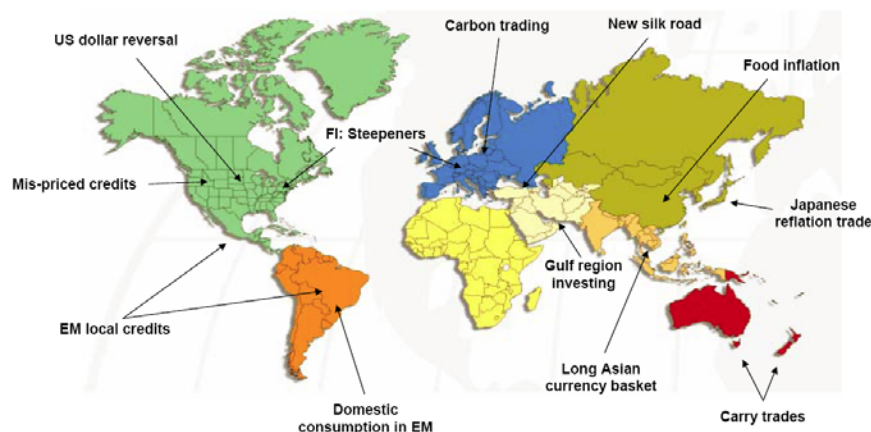 Carbon trading
New silk road
US dollar reversal
Food inflation
FI: Steepeners
Mis-priced credits
Japanese
reflation trade
Gulf region
investing
EM local credits
Long Asian
currency basket
Domestic
consumption in EM
Carry trades